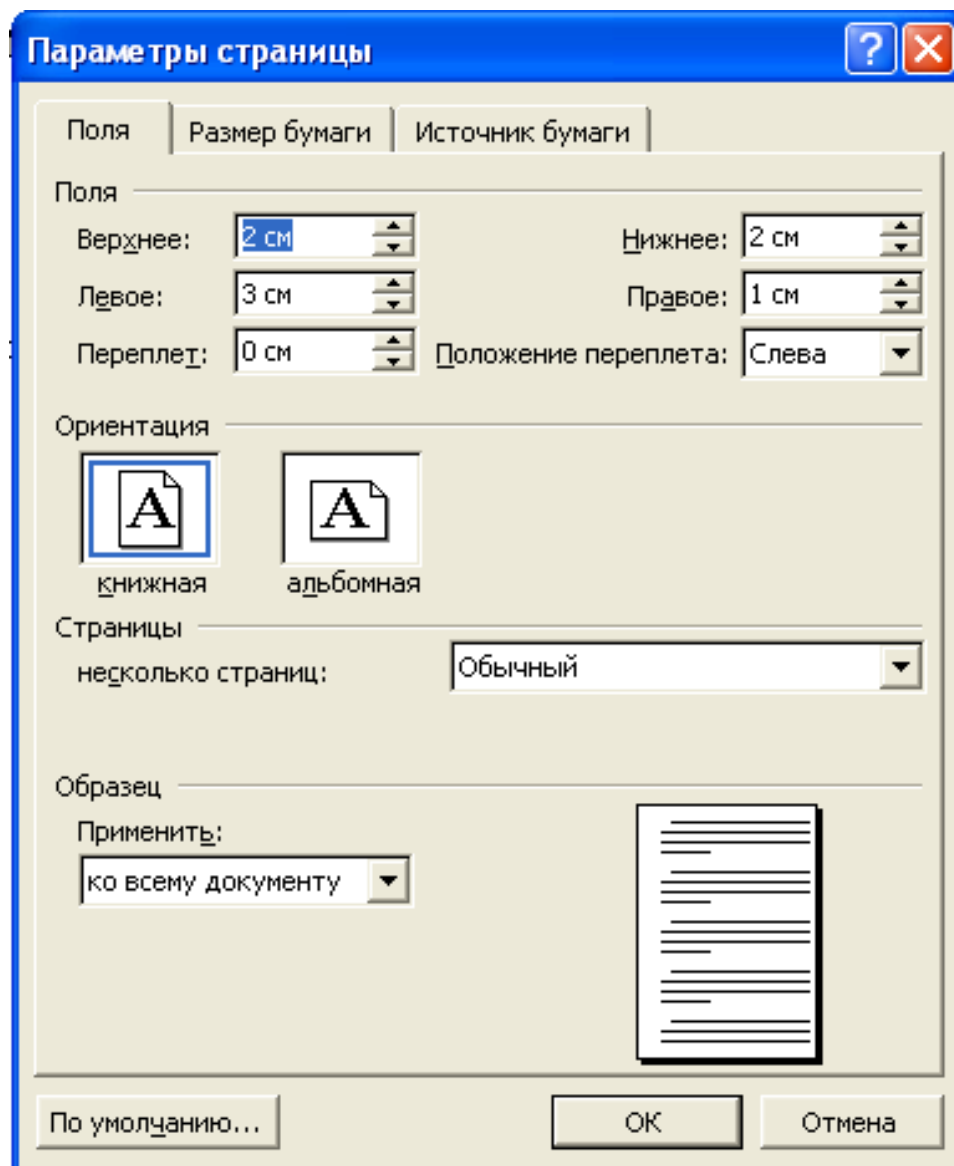 Параметры страницы
Поля Размер бумаги Источник бумаги
Поля
Верхнее: 2 см Нижнее: 2 см
Левое: 3 см Правое: 1 см
Переплет: 0 см Положение переплета: Слева
Ориентация
A A
книжная альбомная
Страницы
несколько страниц: Обычный
Образец
Применить:
ко всему документу
По умолчанию... ОК Отмена